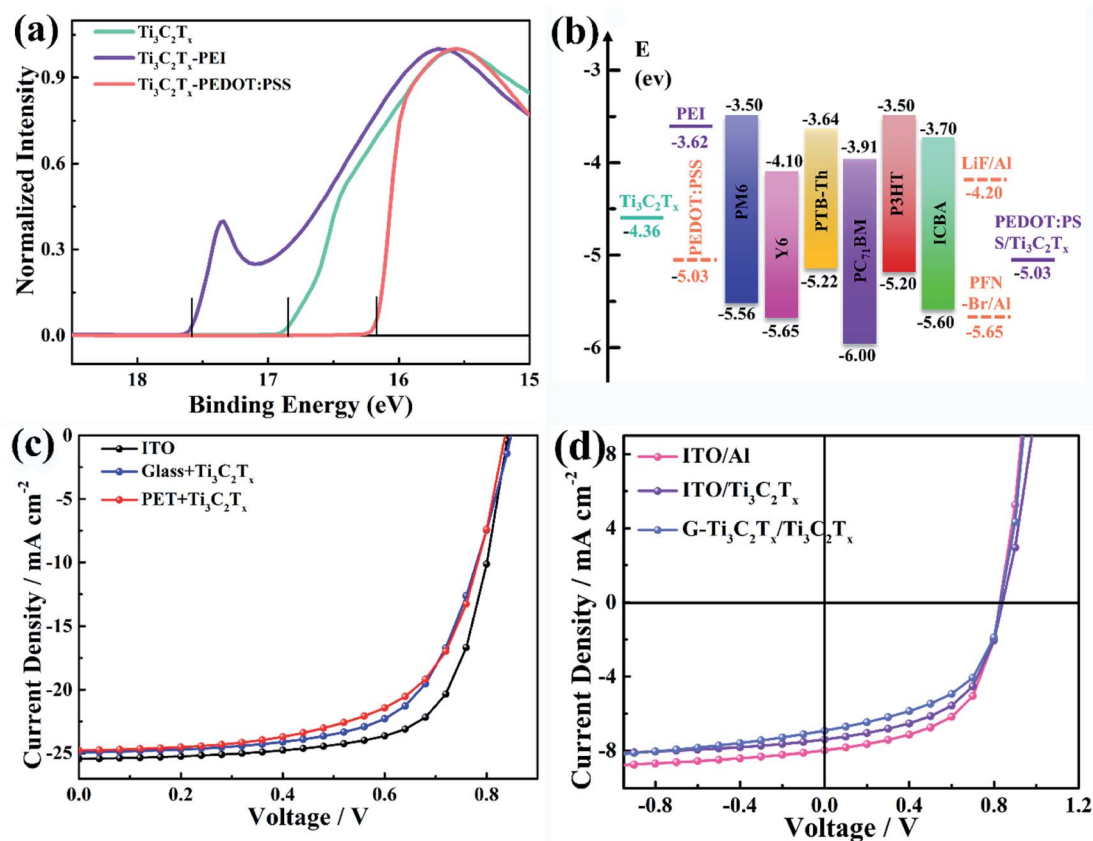 (a)
Ti₃C₂Tₓ
Ti₃C₂Tₓ-PEI
Ti₃C₂Tₓ-PEDOT:PSS
Normalized Intensity
0.9
0.6
0.3
0.0
18
17
16
15
Binding Energy (eV)
(b)
E
(ev)
-3
-4
-5
-6
PEI
-3.62
Ti₃C₂Tₓ
-4.36
PEDOT:PSS
-5.03
-3.50
PM6
-5.56
-4.10
Y6
-5.65
-3.64
PTB-Th
-5.22
-3.91
PC₇₁BM
-6.00
-3.50
P3HT
-5.20
-3.70
ICBA
-5.60
LiF/Al
-4.20
PEDOT:PS
S/Ti₃C₂Tₓ
-5.03
PFN
-Br/Al
-5.65
(c)
ITO
Glass+Ti₃C₂Tₓ
PET+Ti₃C₂Tₓ
Current Density / mA cm⁻²
0
-5
-10
-15
-20
-25
-30
0.0
0.2
0.4
0.6
0.8
Voltage / V
(d)
ITO/Al
ITO/Ti₃C₂Tₓ
G-Ti₃C₂Tₓ/Ti₃C₂Tₓ
Current Density / mA cm⁻²
8
4
0
-4
-8
-12
-0.8
-0.4
0.0
0.4
0.8
1.2
Voltage / V